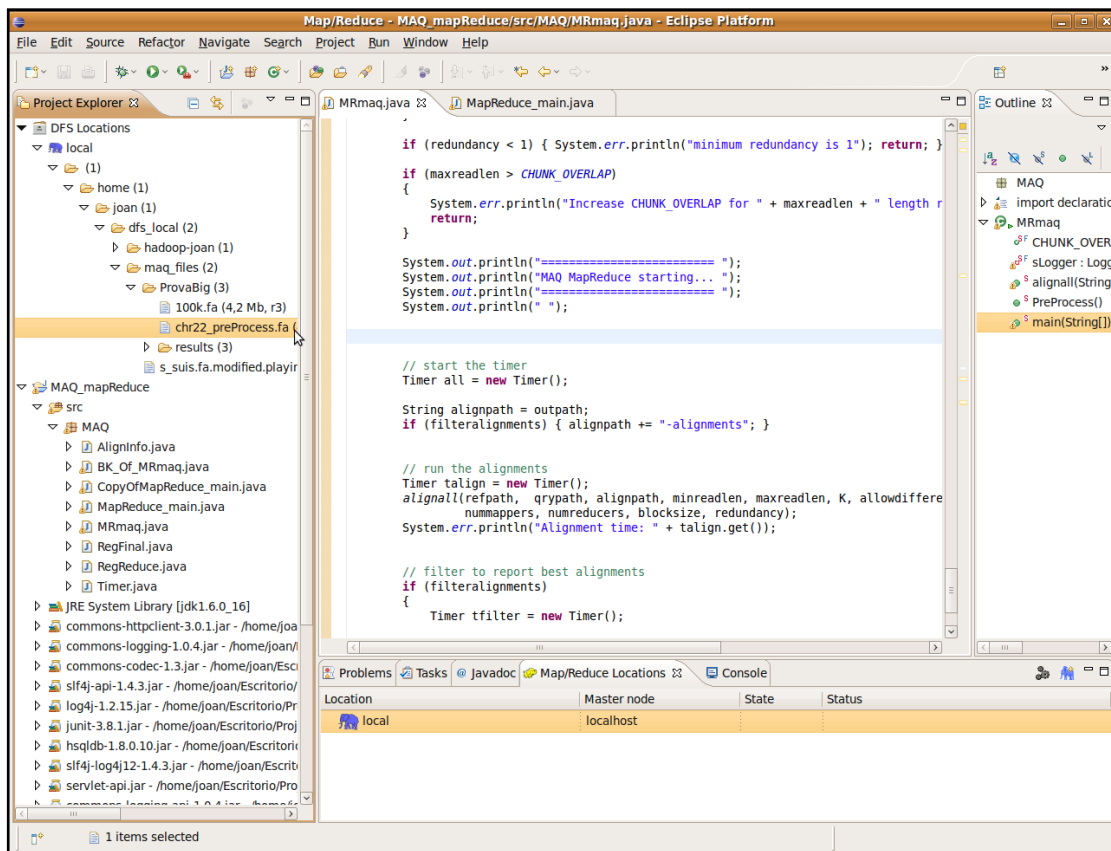 Map/Reduce - MAQ_mapReduce/src/MAQ/MRmaq.java - Eclipse Platform
File Edit Source Refactor Navigate Search Project Run Window Help
Project Explorer
DFS Locations
local
(1)
home (1)
joan (1)
dfs_local (2)
hadoop-joan (1)
maq_files (2)
ProvaBig (3)
100k.fa (4,2 Mb, r3)
chr22_preProcess.fa (
results (3)
s_suis.fa.modified.playin
MAQ_mapReduce
src
MAQ
AlignInfo.java
BK_Of_MRmaq.java
CopyOfMapReduce_main.java
MapReduce_main.java
MRmaq.java
RegFinal.java
RegReduce.java
Timer.java
JRE System Library [jdk1.6.0_16]
commons-httpclient-3.0.1.jar - /home/joa
commons-logging-1.0.4.jar - /home/joan/
commons-codec-1.3.jar - /home/joan/Esc
slf4j-api-1.4.3.jar - /home/joan/Escritorio/
log4j-1.2.15.jar - /home/joan/Escritorio/Pr
junit-3.8.1.jar - /home/joan/Escritorio/Proj
hsqldb-1.8.0.10.jar - /home/joan/Escritori
slf4j-log4j12-1.4.3.jar - /home/joan/Escrit
servlet-api.jar - /home/joan/Escritorio/Pro
MRmaq.java MapReduce_main.java
}
if (redundancy < 1) { System.err.println("minimum redundancy is 1"); return; }
if (maxreadlen > CHUNK_OVERLAP)
{
System.err.println("Increase CHUNK_OVERLAP for " + maxreadlen + " length r
return;
}
System.out.println("========================= ");
System.out.println("MAQ MapReduce starting... ");
System.out.println("========================= ");
System.out.println(" ");
// start the timer
Timer all = new Timer();
String alignpath = outpath;
if (filteralignments) { alignpath += "-alignments"; }
// run the alignments
Timer talign = new Timer();
alignall(refpath, qrypath, alignpath, minreadlen, maxreadlen, K, allowdiffere
nummappers, numreducers, blocksize, redundancy);
System.err.println("Alignment time: " + talign.get());
// filter to report best alignments
if (filteralignments)
{
Timer tfilter = new Timer();
Outline
MAQ
import declaratio
MRmaq
CHUNK_OVER
sLogger : Logg
alignall(String
PreProcess()
main(String[])
Problems Tasks Javadoc Map/Reduce Locations Console
Location Master node State Status
local localhost
1 items selected